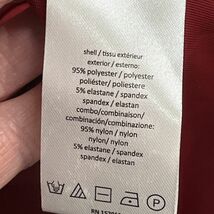 shell / tissu extérieur
exterior / esterno:
95% polyester / polyester
poliéster / poliestere
5% elastane / spandex
spandex / elastan
combo/combinaison/
combinación/combinazione:
95% nylon / nylon
nylon / nylon
5% elastane / spandex
spandex / elastan
RN